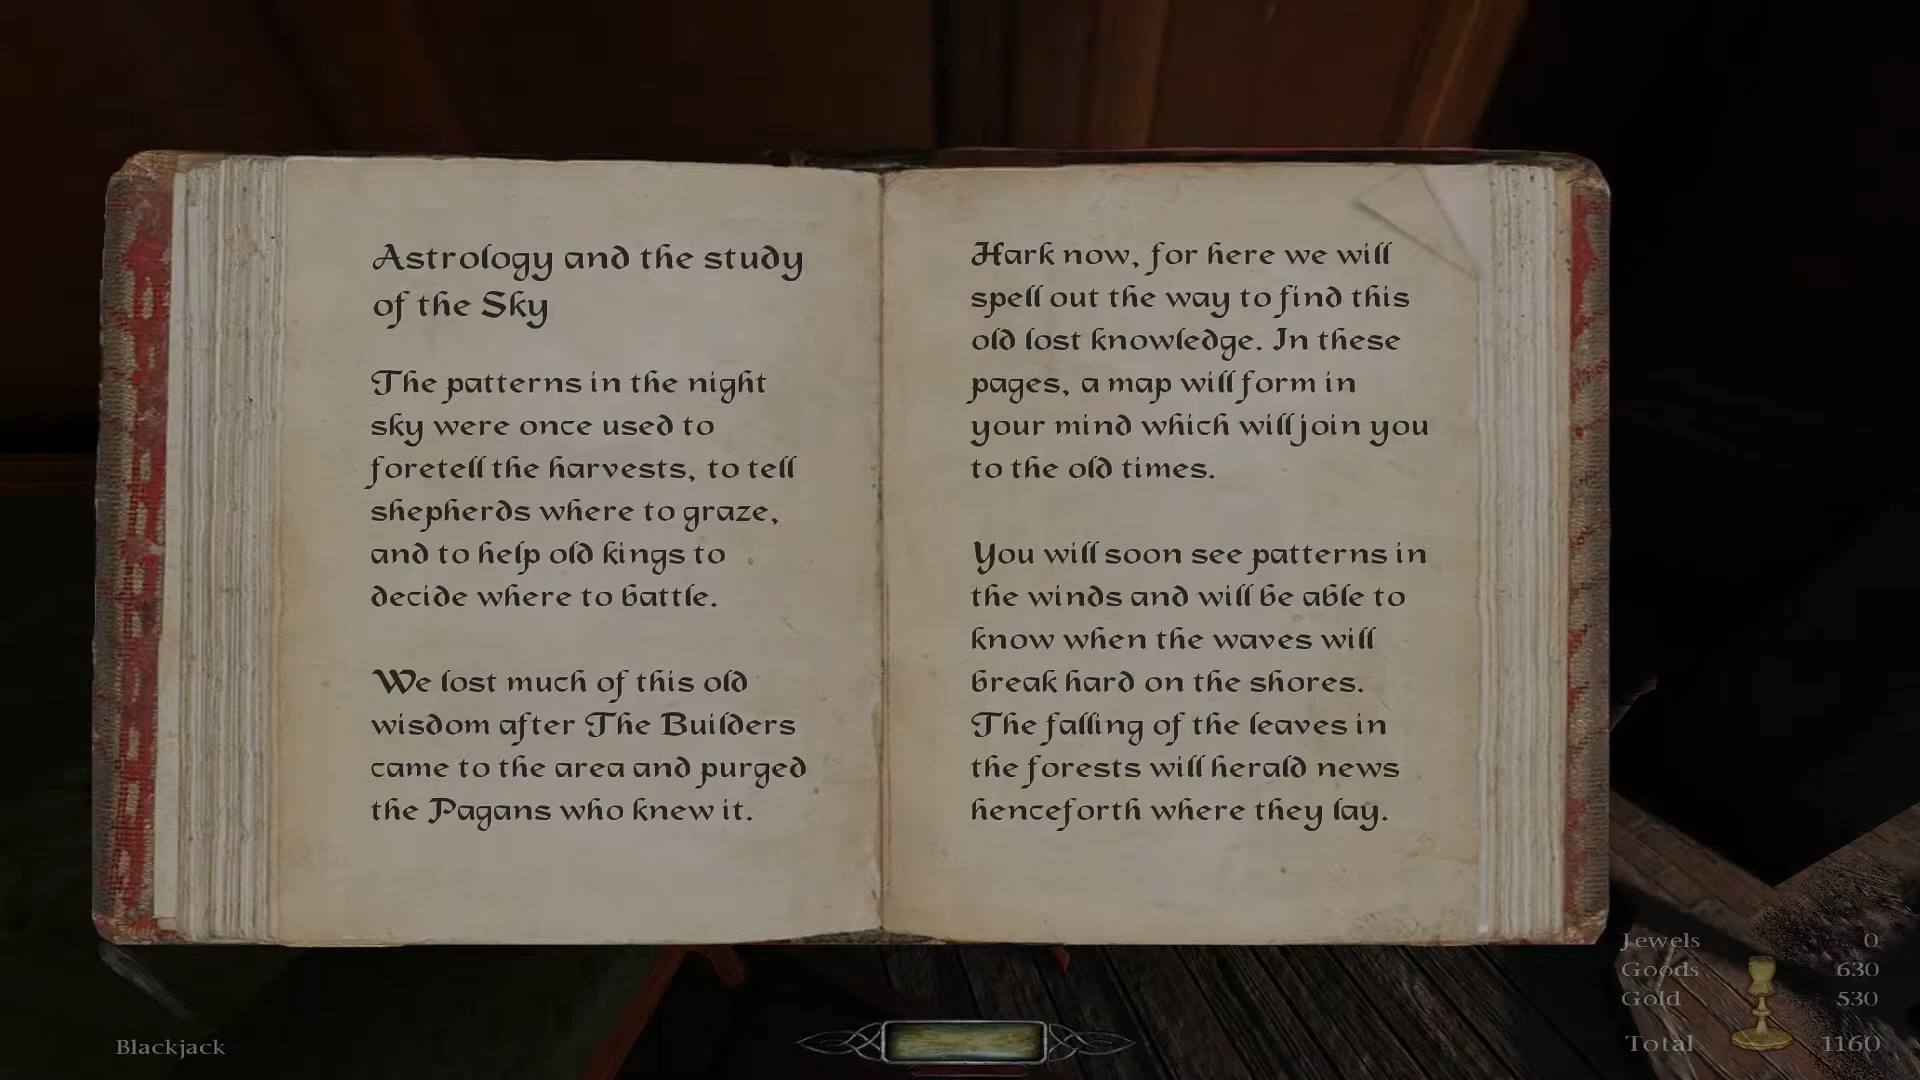 Astrology and the study
of the Sky
The patterns in the night
sky were once used to
foretell the harvests, to tell
shepherds where to graze,
and to help old kings to
decide where to battle.
We lost much of this old
wisdom after The Builders
came to the area and purged
the Pagans who knew it.
Hark now, for here we will
spell out the way to find this
old lost knowledge. In these
pages, a map will form in
your mind which will join you
to the old times.
You will soon see patterns in
the winds and will be able to
know when the waves will
break hard on the shores.
The falling of the leaves in
the forests will herald news
henceforth where they lay.
Jewels 0
Goods 630
Gold 530
Total 1160
Blackjack